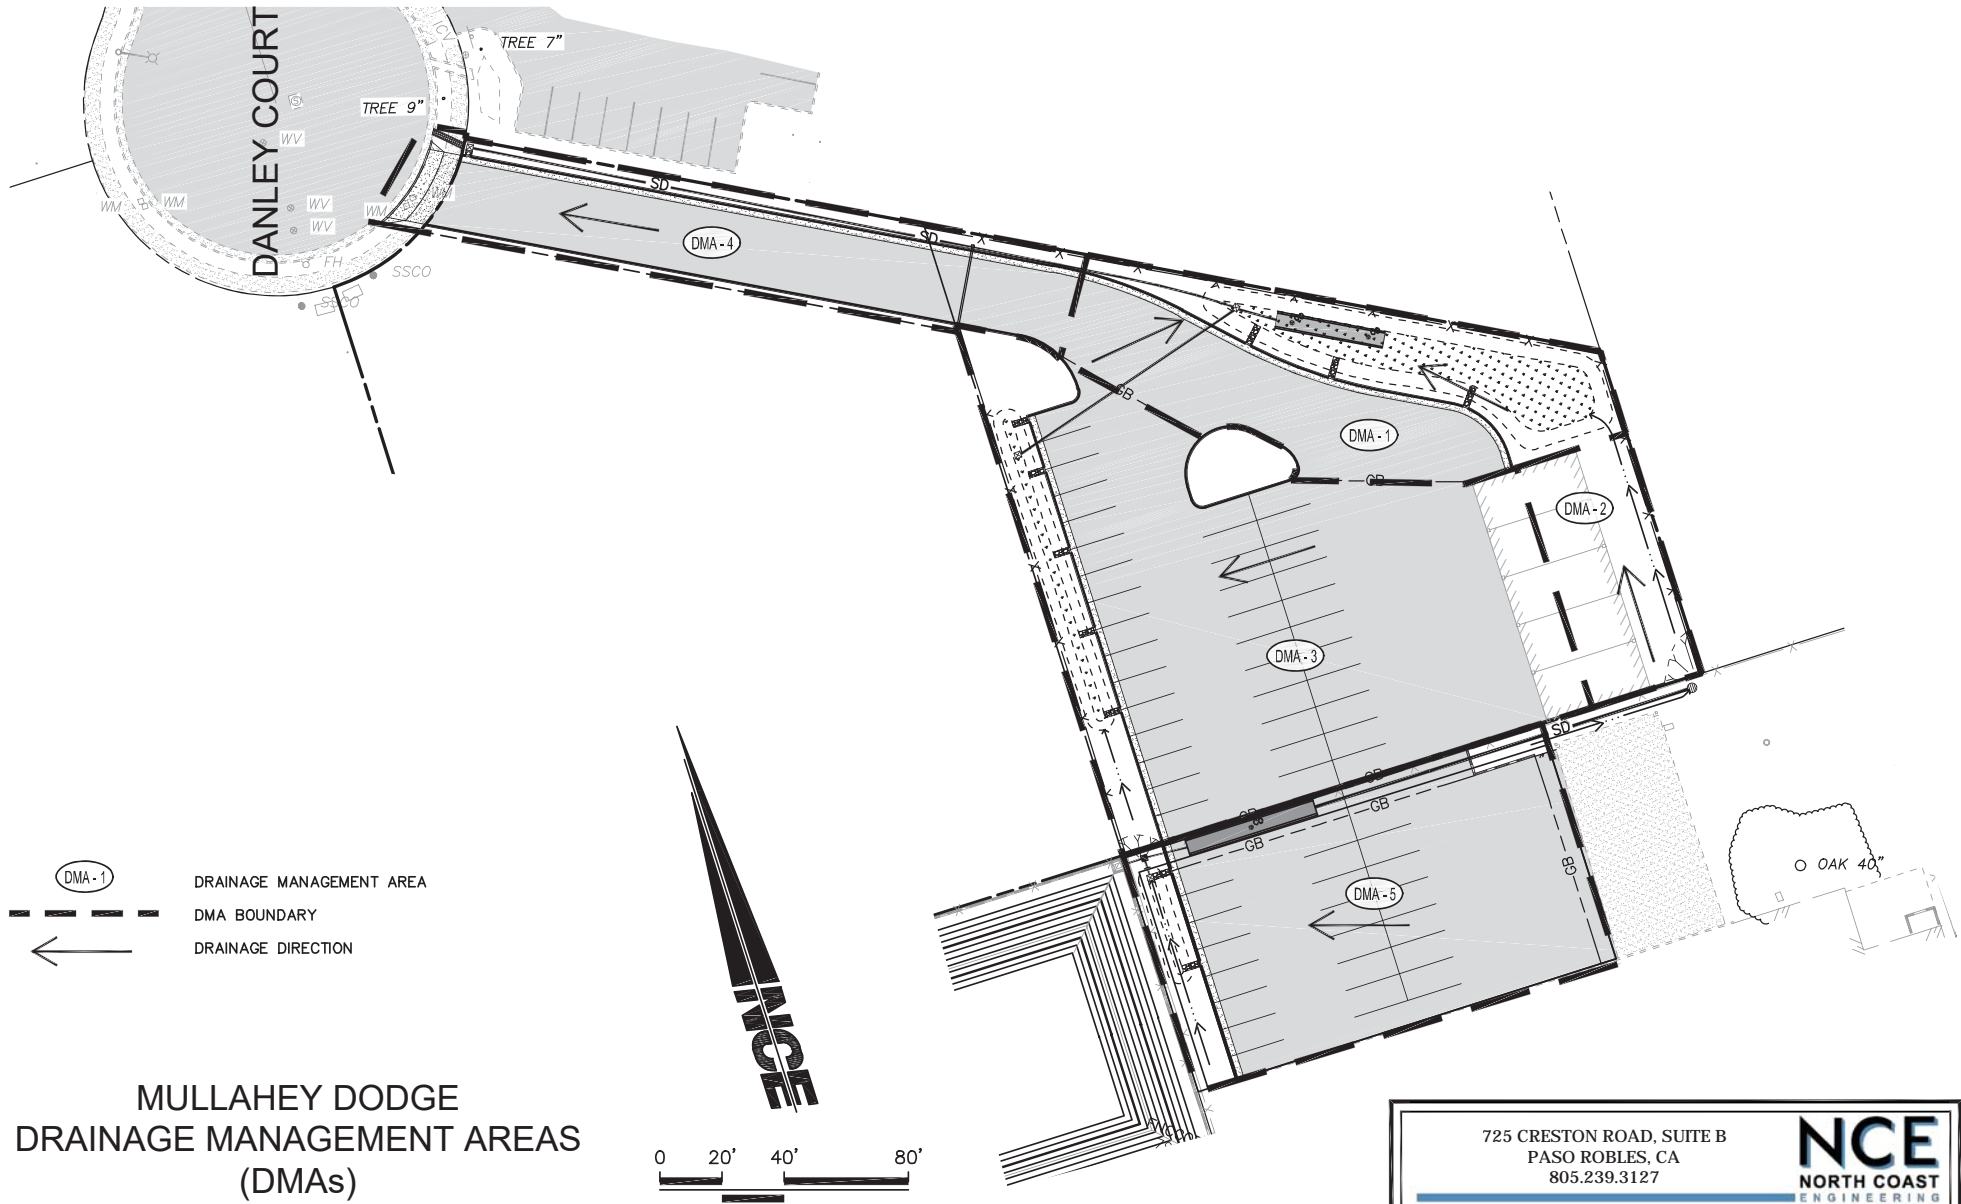 DANLEY COURT
ICV
TREE 7"
TREE 9"
WV
WM
WM
WV
WM
WM
WV
FH
SSCO
SSCO
SD
DMA - 4
SD
GB
DMA - 1
GB
DMA - 2
DMA - 3
SD
GB
GB
GB
GB
GB
DMA - 5
OAK 40"
DMA - 1
DRAINAGE MANAGEMENT AREA
DMA BOUNDARY
DRAINAGE DIRECTION
NCE
MULLAHEY DODGE
DRAINAGE MANAGEMENT AREAS
(DMAs)
0 20' 40' 80'
725 CRESTON ROAD, SUITE B
PASO ROBLES, CA
805.239.3127
NCE
NORTH COAST
ENGINEERING